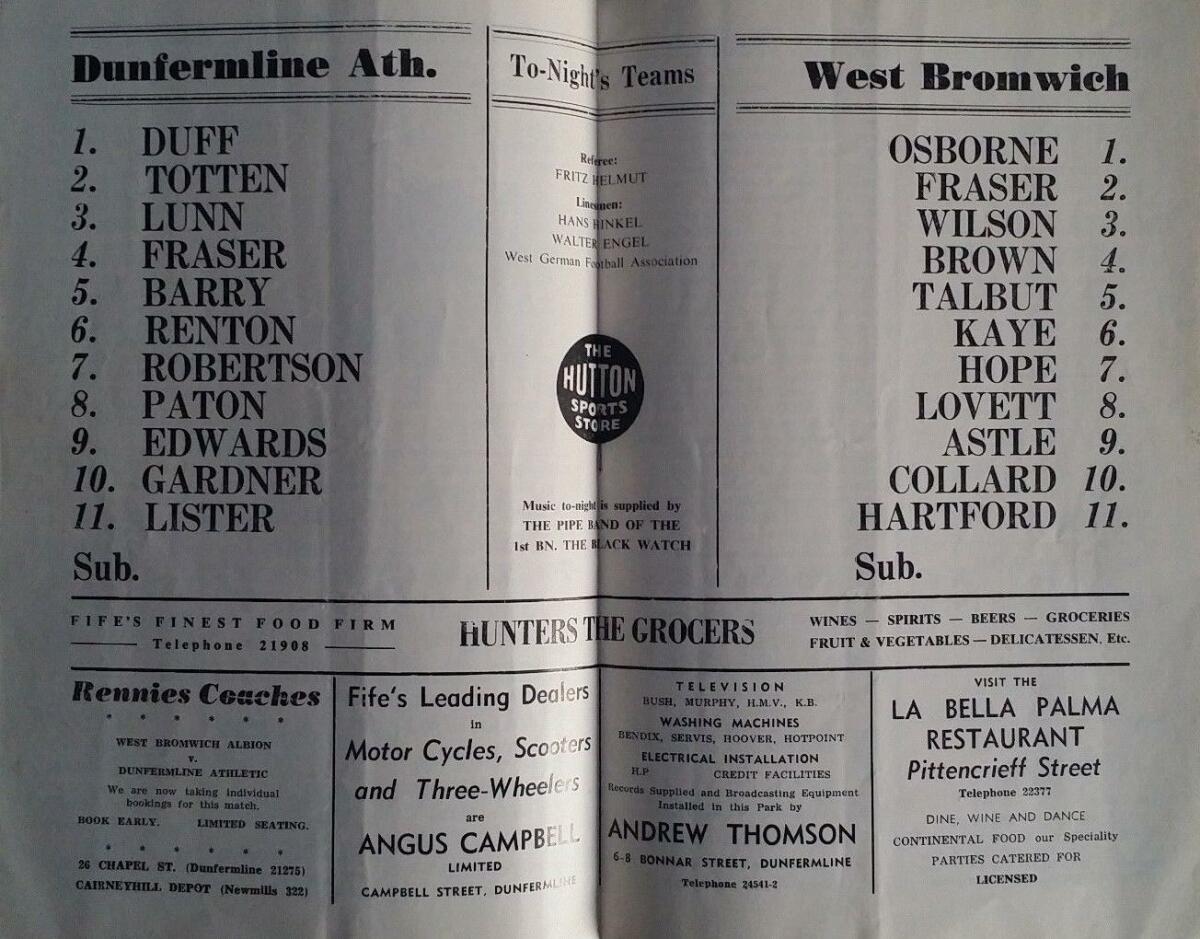 Dunfermline Ath.
1. DUFF
2. TOTTEN
3. LUNN
4. FRASER
5. BARRY
6. RENTON
7. ROBERTSON
8. PATON
9. EDWARDS
10. GARDNER
11. LISTER
Sub.
To-Night's Teams
Referee:
FRITZ HELMUT
Linesmen:
HANS HINKEL
WALTER ENGEL
West German Football Association
THE
HUTTON
SPORTS
STORE
Music to-night is supplied by
THE PIPE BAND OF THE
1st BN. THE BLACK WATCH
West Bromwich
OSBORNE 1.
FRASER 2.
WILSON 3.
BROWN 4.
TALBUT 5.
KAYE 6.
HOPE 7.
LOVETT 8.
ASTLE 9.
COLLARD 10.
HARTFORD 11.
Sub.
FIFE'S FINEST FOOD FIRM
Telephone 21908
HUNTERS THE GROCERS
WINES — SPIRITS — BEERS — GROCERIES
FRUIT & VEGETABLES — DELICATESSEN, Etc.
Rennies Coaches
* * * * * *
WEST BROMWICH ALBION
v.
DUNFERMLINE ATHLETIC
We are now taking individual
bookings for this match.
BOOK EARLY. LIMITED SEATING.
* * * * * *
26 CHAPEL ST. (Dunfermline 21275)
CAIRNEYHILL DEPOT (Newmills 322)
Fife's Leading Dealers
in
Motor Cycles, Scooters
and Three-Wheelers
are
ANGUS CAMPBELL
LIMITED
CAMPBELL STREET, DUNFERMLINE
TELEVISION
BUSH, MURPHY, H.M.V., K.B.
WASHING MACHINES
BENDIX, SERVIS, HOOVER, HOTPOINT
ELECTRICAL INSTALLATION
H.P CREDIT FACILITIES
Records Supplied and Broadcasting Equipment
Installed in this Park by
ANDREW THOMSON
6-8 BONNAR STREET, DUNFERMLINE
Telephone 24541-2
VISIT THE
LA BELLA PALMA
RESTAURANT
Pittencrieff Street
Telephone 22377
DINE, WINE AND DANCE
CONTINENTAL FOOD our Speciality
PARTIES CATERED FOR
LICENSED